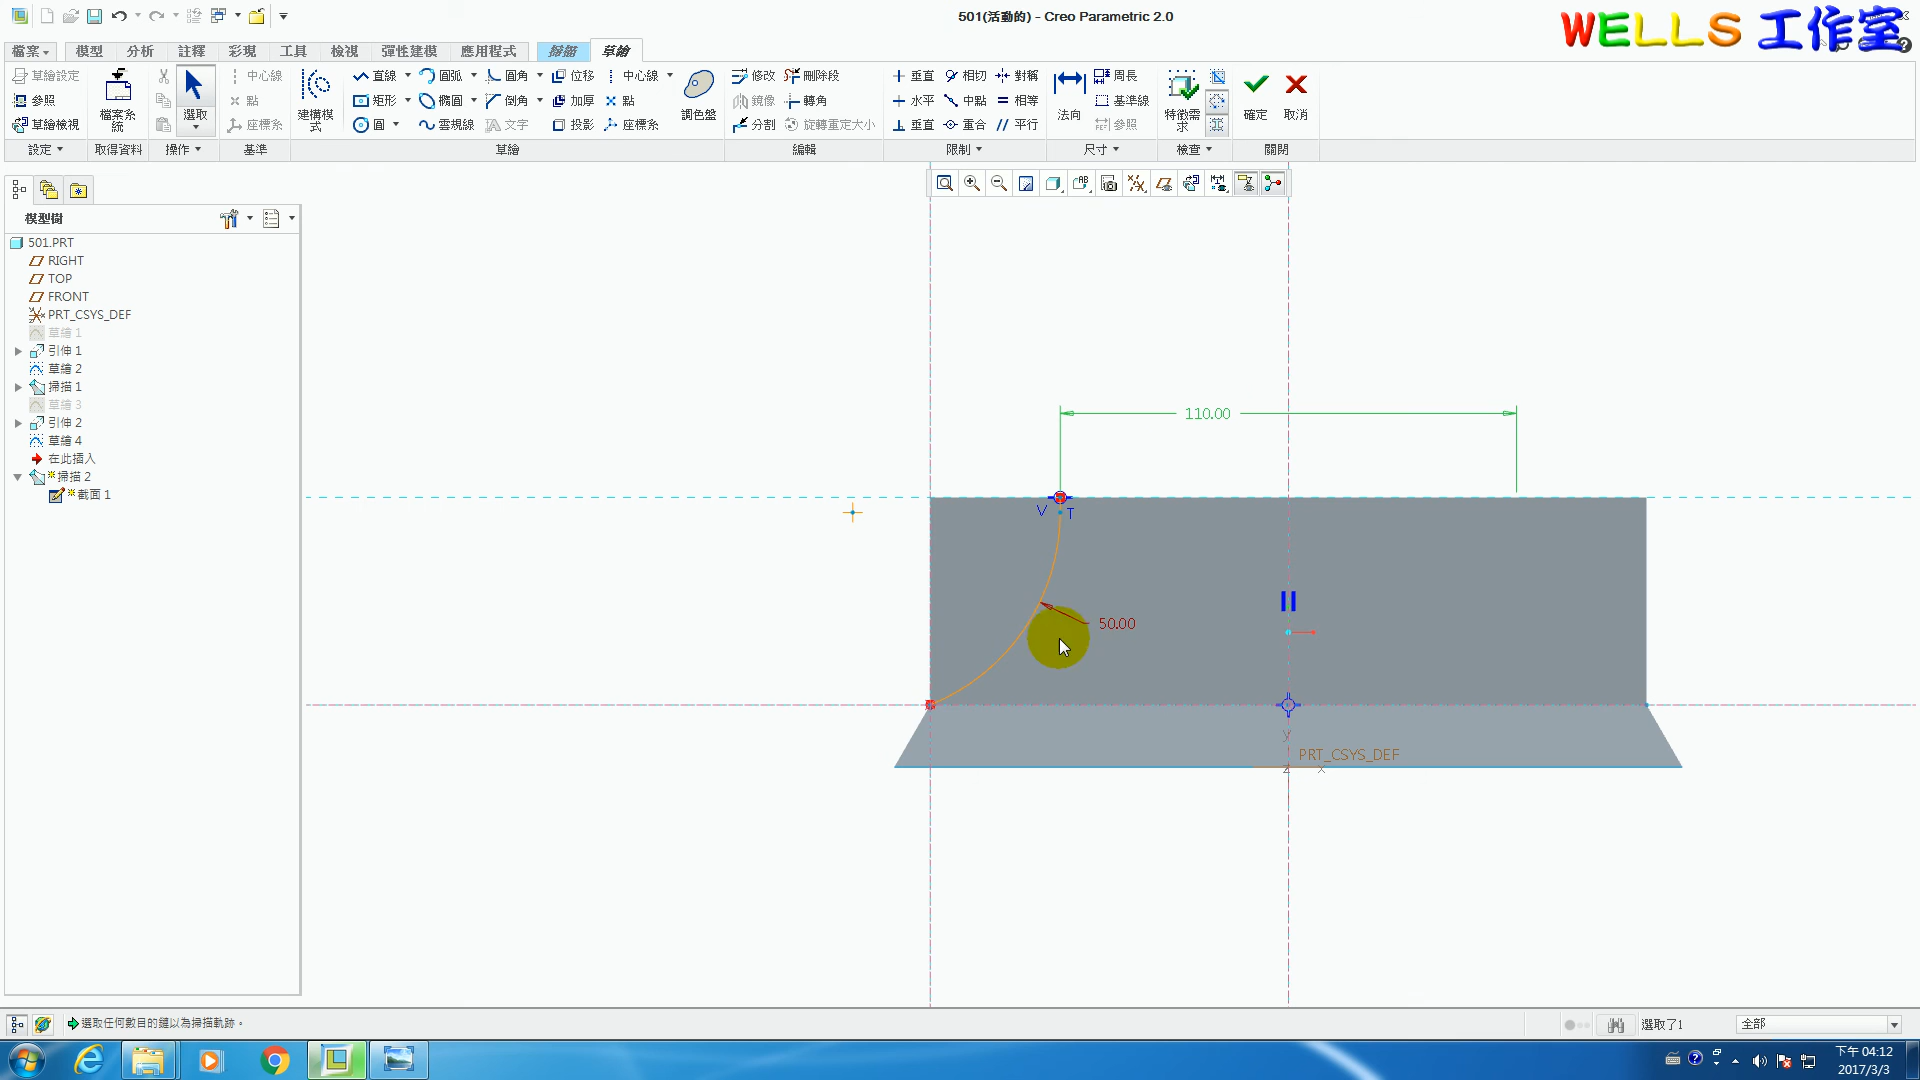 501(活動的) - Creo Parametric 2.0
WELLS 工作室
檔案 模型 分析 註釋 彩現 工具 檢視 彈性建模 應用程式 掃描 草繪
草繪設定 中心線 直線 圓弧 圓角 位移 中心線 修改 刪除段 垂直 相切 對稱 周長
參照 點 矩形 橢圓 倒角 加厚 點 鏡像 轉角 水平 中點 相等 基準線
草繪檢視 檔案系統 選取 座標系 建構模式 圓 雲規線 文字 投影 座標系 調色盤 分割 旋轉重定大小 垂直 重合 平行 法向 參照 特徵需求 確定 取消
設定 取得資料 操作 基準 草繪 編輯 限制 尺寸 檢查 關閉
模型樹
501.PRT
RIGHT
TOP
FRONT
PRT_CSYS_DEF
草繪 1
引伸 1
草繪 2
掃描 1
草繪 3
引伸 2
草繪 4
在此插入
掃描 2
截面 1
110.00
V T
50.00
Y
PRT_CSYS_DEF
Z X
選取任何數目的鏈以為掃描軌跡。
選取了1
全部
下午 04:12
2017/3/3